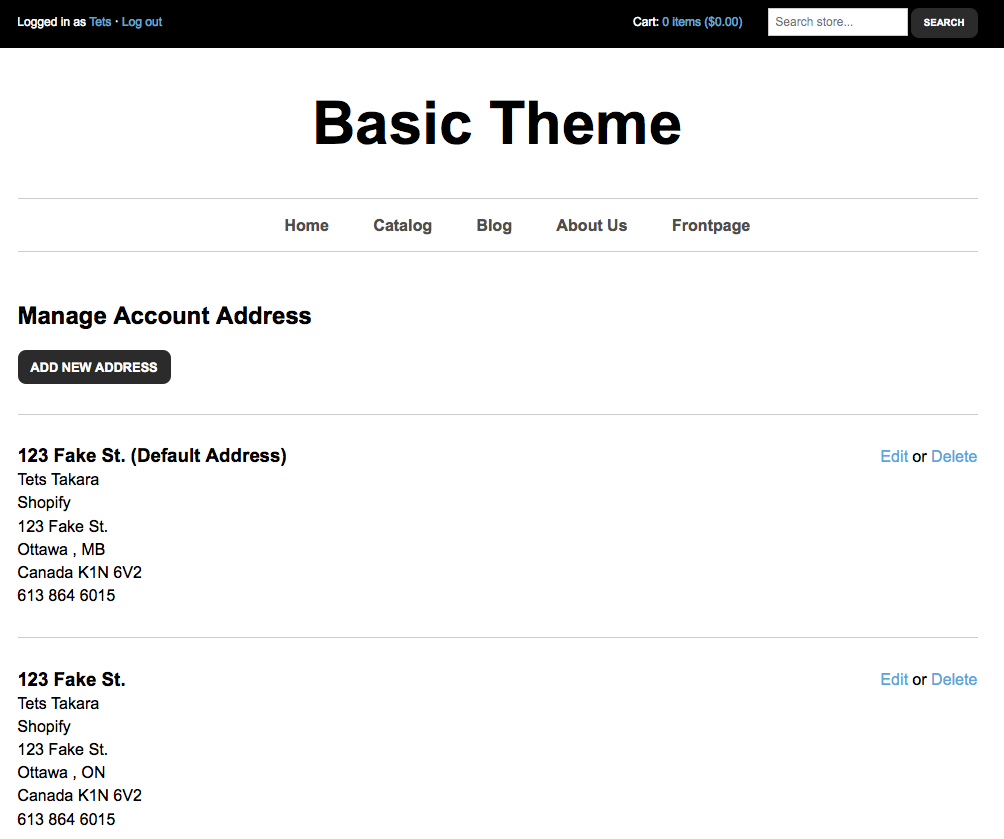 Logged in as Tets · Log out
Cart: 0 items ($0.00)
Search store...
SEARCH
Basic Theme
Home Catalog Blog About Us Frontpage
Manage Account Address
ADD NEW ADDRESS
123 Fake St. (Default Address)
Edit or Delete
Tets Takara
Shopify
123 Fake St.
Ottawa , MB
Canada K1N 6V2
613 864 6015
123 Fake St.
Edit or Delete
Tets Takara
Shopify
123 Fake St.
Ottawa , ON
Canada K1N 6V2
613 864 6015